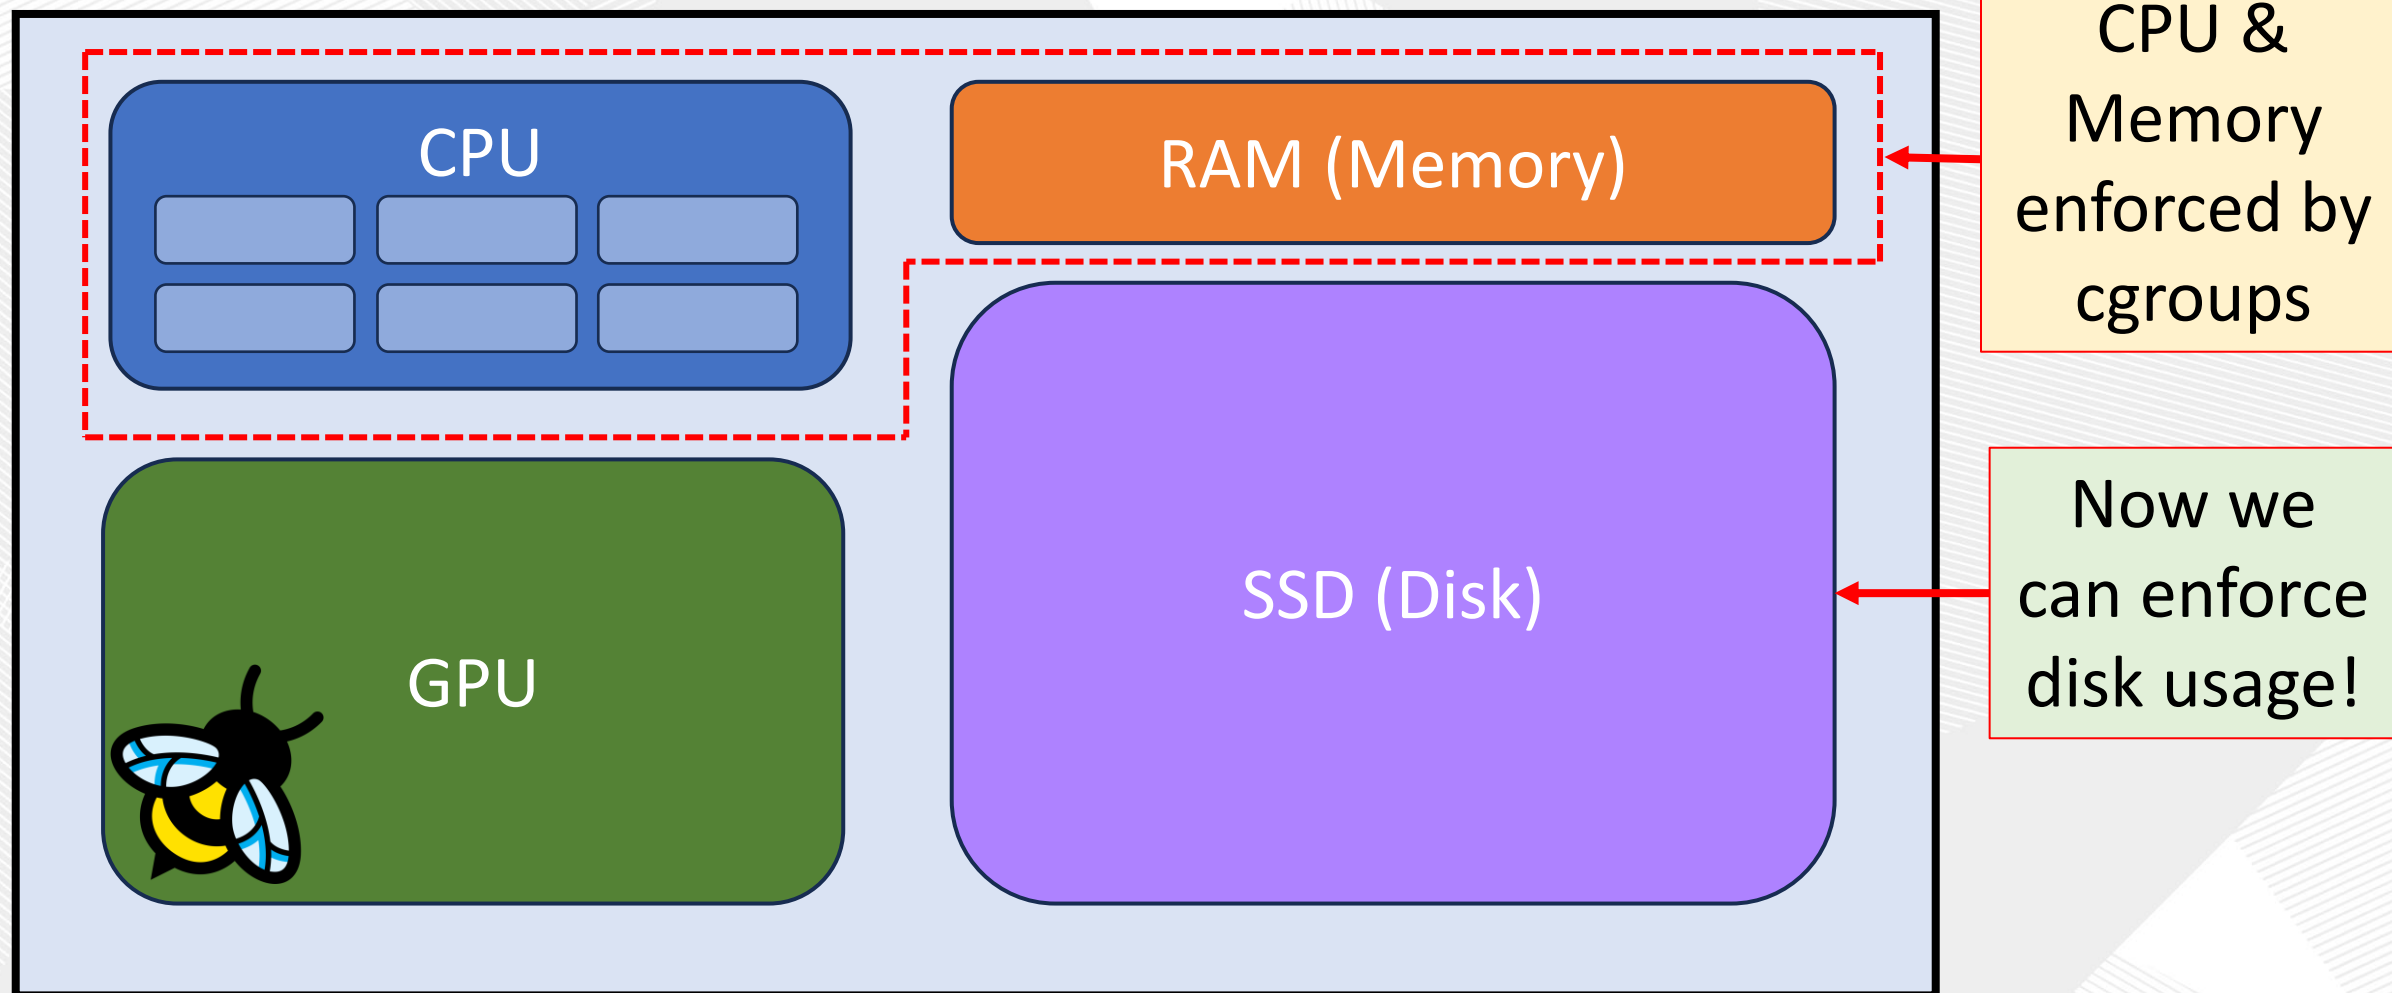 CPU
RAM (Memory)
CPU &
Memory
enforced by
cgroups
GPU
SSD (Disk)
Now we
can enforce
disk usage!